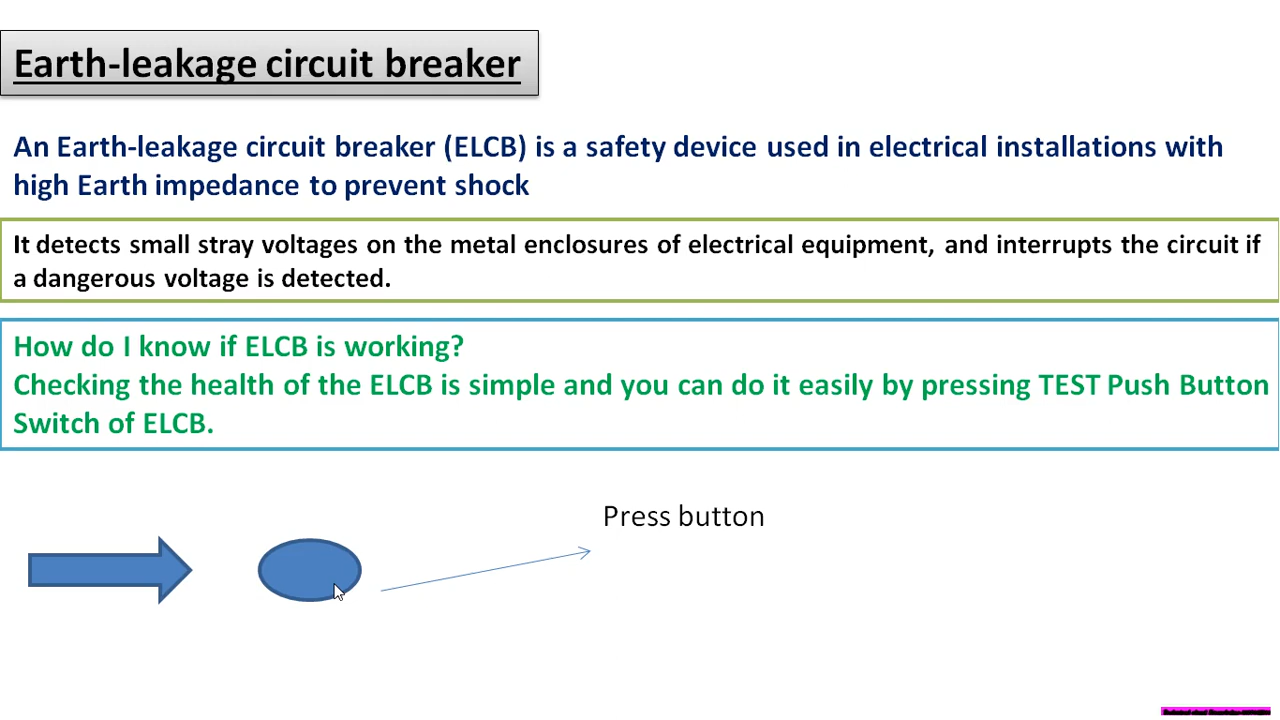 Earth-leakage circuit breaker
An Earth-leakage circuit breaker (ELCB) is a safety device used in electrical installations with
high Earth impedance to prevent shock
It detects small stray voltages on the metal enclosures of electrical equipment, and interrupts the circuit if
a dangerous voltage is detected.
How do I know if ELCB is working?
Checking the health of the ELCB is simple and you can do it easily by pressing TEST Push Button
Switch of ELCB.
Press button